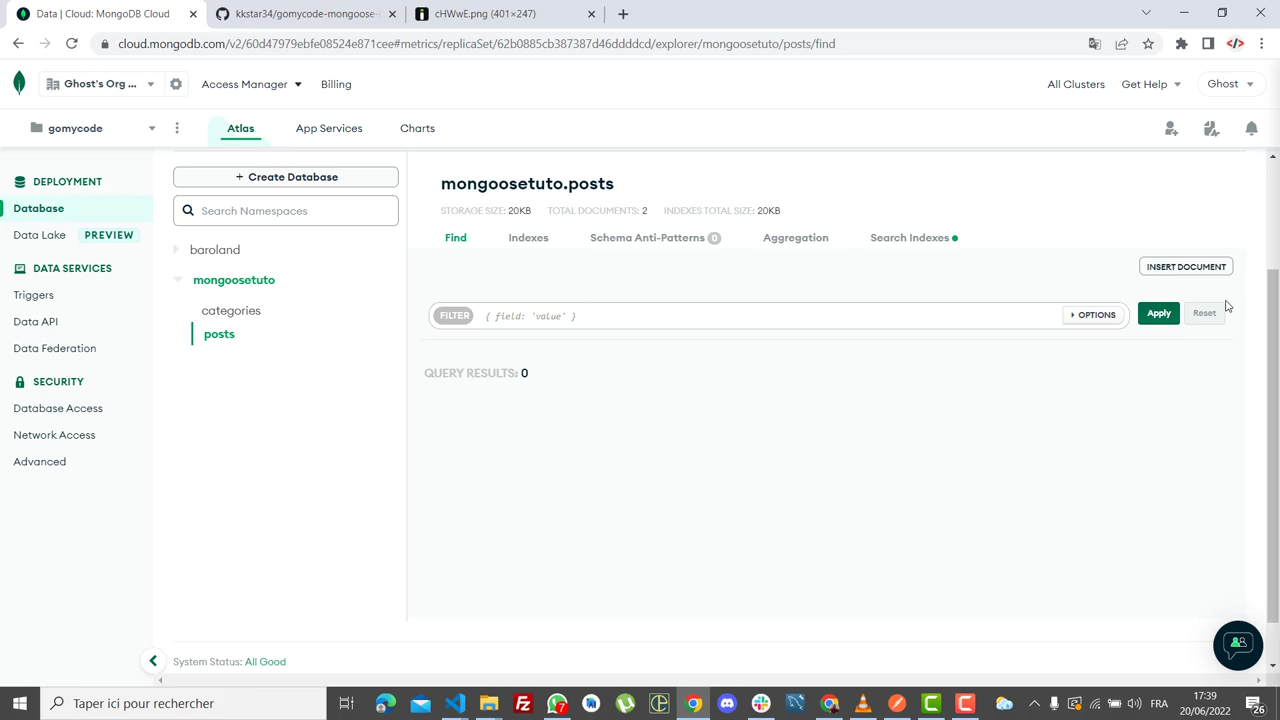 Data | Cloud: MongoDB Cloud
kkstar34/gomycode-mongoose-
cHWwE.png (401×247)
cloud.mongodb.com/v2/60d47979ebfe08524e871cee#metrics/replicaSet/62b0885cb387387d46ddddcd/explorer/mongoosetuto/posts/find
Ghost's Org ...
Access Manager
Billing
All Clusters
Get Help
Ghost
gomycode
Atlas
App Services
Charts
DEPLOYMENT
Database
Data Lake PREVIEW
DATA SERVICES
Triggers
Data API
Data Federation
SECURITY
Database Access
Network Access
Advanced
+ Create Database
Search Namespaces
baroland
mongoosetuto
categories
posts
mongoosetuto.posts
STORAGE SIZE: 20KB TOTAL DOCUMENTS: 2 INDEXES TOTAL SIZE: 20KB
Find Indexes Schema Anti-Patterns 0 Aggregation Search Indexes
INSERT DOCUMENT
FILTER { field: 'value' } OPTIONS Apply Reset
QUERY RESULTS: 0
System Status: All Good
Taper ici pour rechercher
7
FRA
17:39
20/06/2022
26